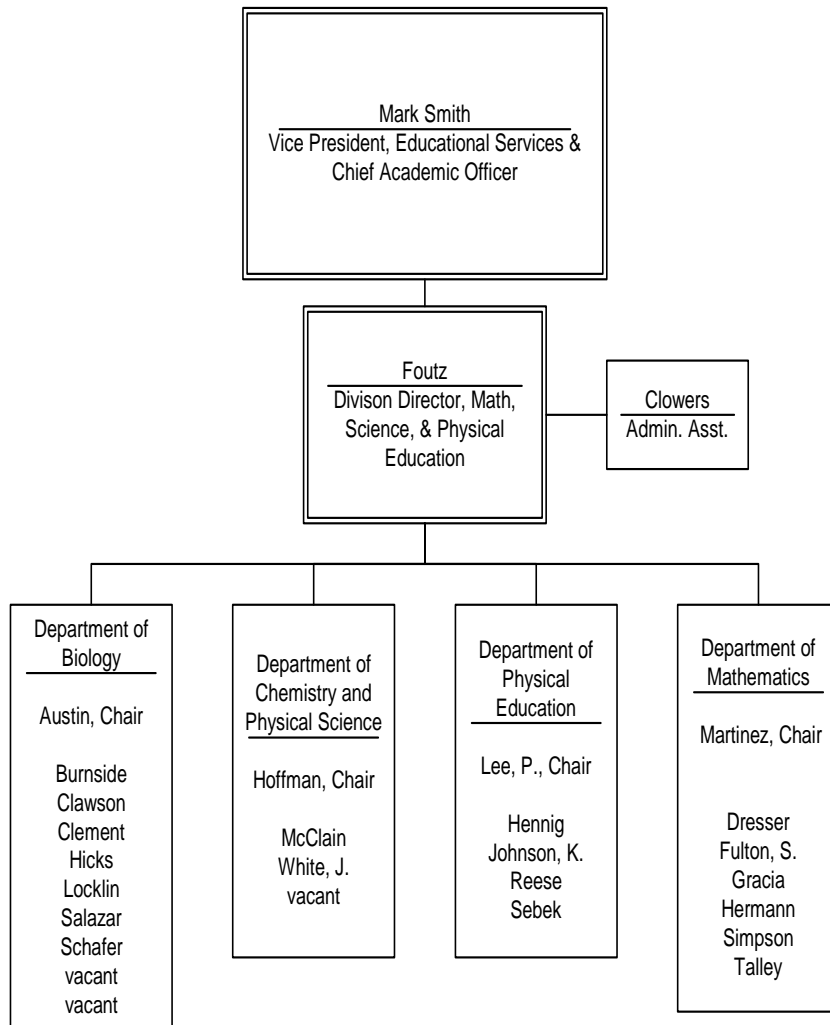 Mark Smith
Vice President, Educational Services &
Chief Academic Officer
Foutz
Divison Director, Math,
Science, & Physical
Education
Clowers
Admin. Asst.
Department of
Biology
Austin, Chair
Burnside
Clawson
Clement
Hicks
Locklin
Salazar
Schafer
vacant
vacant
Department of
Chemistry and
Physical Science
Hoffman, Chair
McClain
White, J.
vacant
Department of
Physical
Education
Lee, P., Chair
Hennig
Johnson, K.
Reese
Sebek
Department of
Mathematics
Martinez, Chair
Dresser
Fulton, S.
Gracia
Hermann
Simpson
Talley